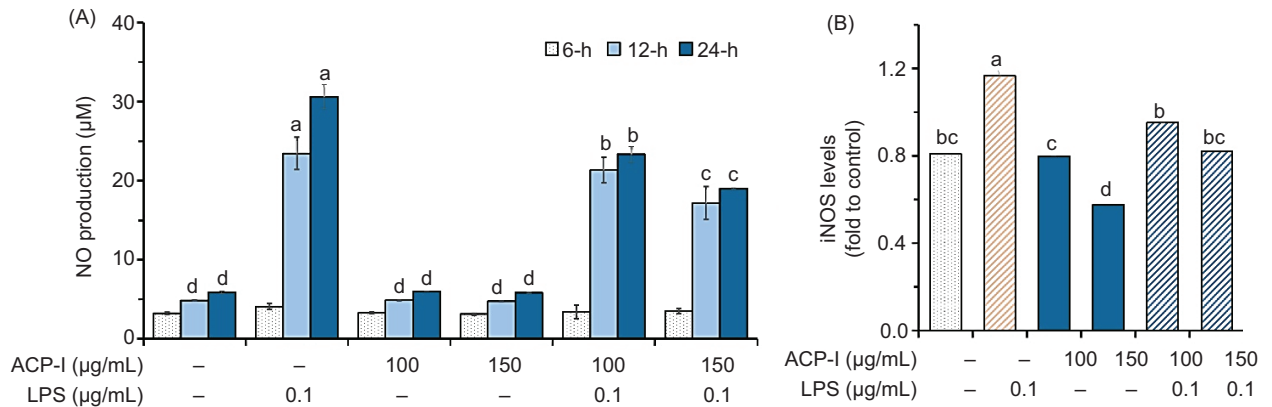 (A)
NO production (µM)
40
30
20
10
0
6-h 12-h 24-h
d d
a a
d d
d d
b b
c c
ACP-I (µg/mL) – – 100 150 100 150
LPS (µg/mL) – 0.1 – – 0.1 0.1
(B)
iNOS levels
(fold to control)
1.2
0.8
0.4
0.0
bc a c d b bc
ACP-I (µg/mL) – – 100 150 100 150
LPS (µg/mL) – 0.1 – – 0.1 0.1